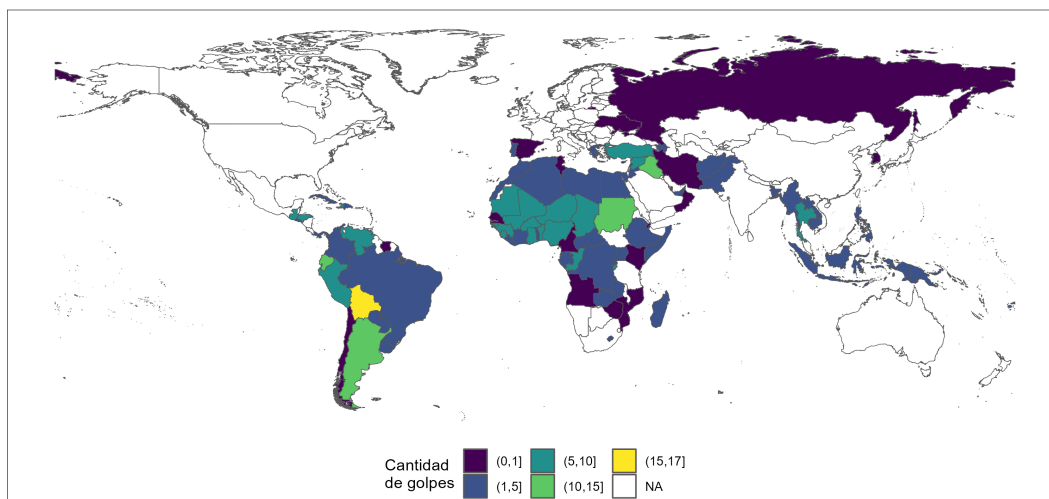 Cantidad
de golpes
(0,1]
(1,5]
(5,10]
(10,15]
(15,17]
NA